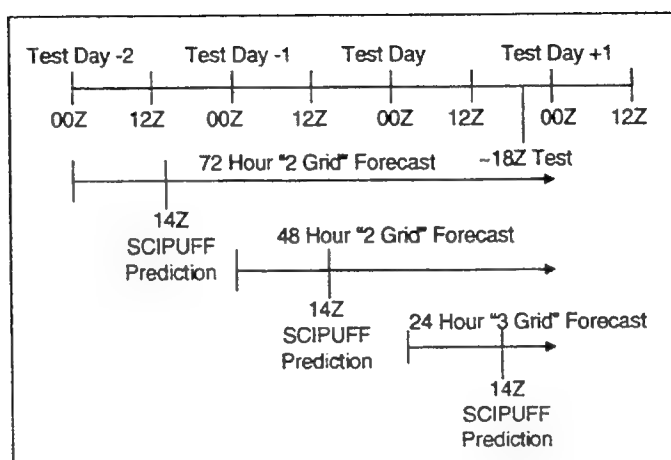 Test Day -2 Test Day -1 Test Day Test Day +1
00Z 12Z 00Z 12Z 00Z 12Z 00Z 12Z
72 Hour "2 Grid" Forecast ~18Z Test
14Z
SCIPUFF
Prediction
48 Hour "2 Grid" Forecast
14Z
SCIPUFF
Prediction
24 Hour "3 Grid" Forecast
14Z
SCIPUFF
Prediction